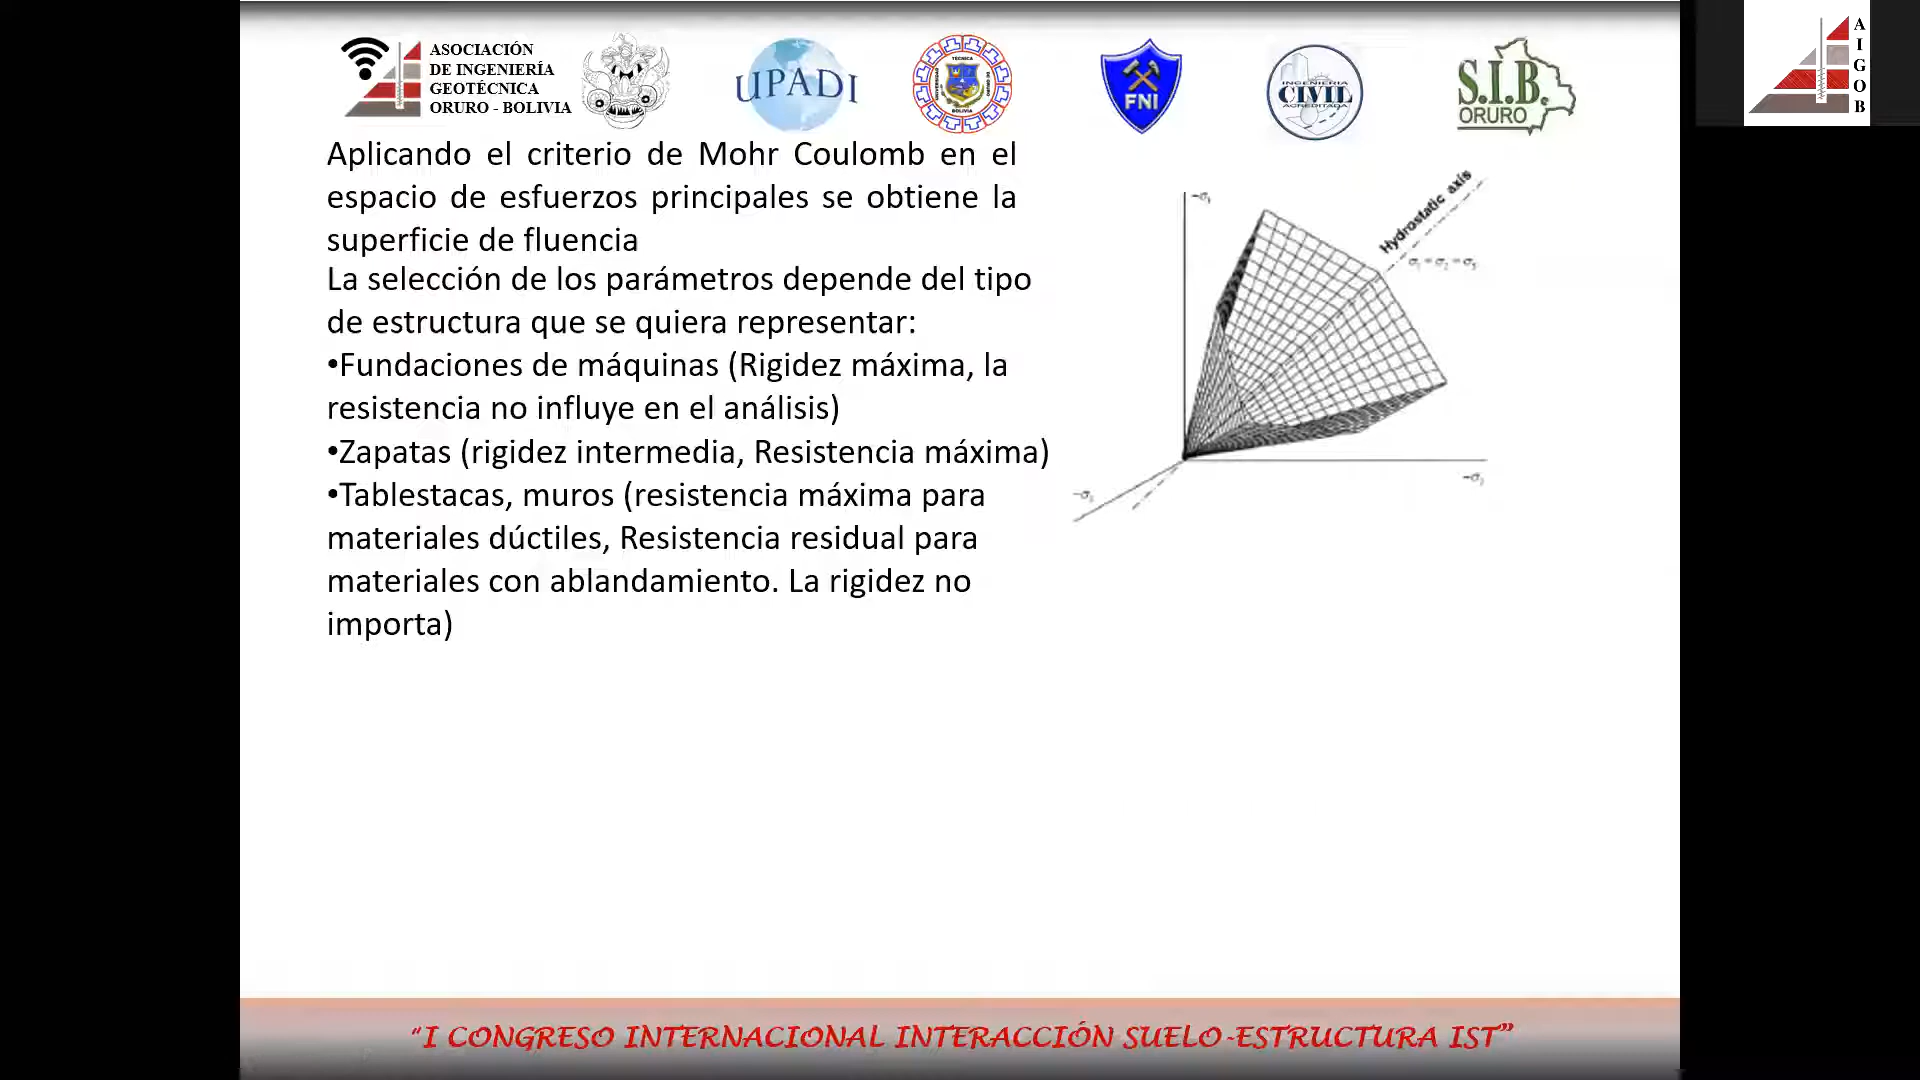 ASOCIACIÓN
DE INGENIERÍA
GEOTÉCNICA
ORURO - BOLIVIA
UPADI
FNI
INGENIERIA
CIVIL
ACREDITADA
S.I.B.
ORURO
A
I
G
O
B
Aplicando el criterio de Mohr Coulomb en el
espacio de esfuerzos principales se obtiene la
superficie de fluencia
La selección de los parámetros depende del tipo
de estructura que se quiera representar:
•Fundaciones de máquinas (Rigidez máxima, la
resistencia no influye en el análisis)
•Zapatas (rigidez intermedia, Resistencia máxima)
•Tablestacas, muros (resistencia máxima para
materiales dúctiles, Resistencia residual para
materiales con ablandamiento. La rigidez no
importa)
Hydrostatic axis
“I CONGRESO INTERNACIONAL INTERACCIÓN SUELO-ESTRUCTURA IST”